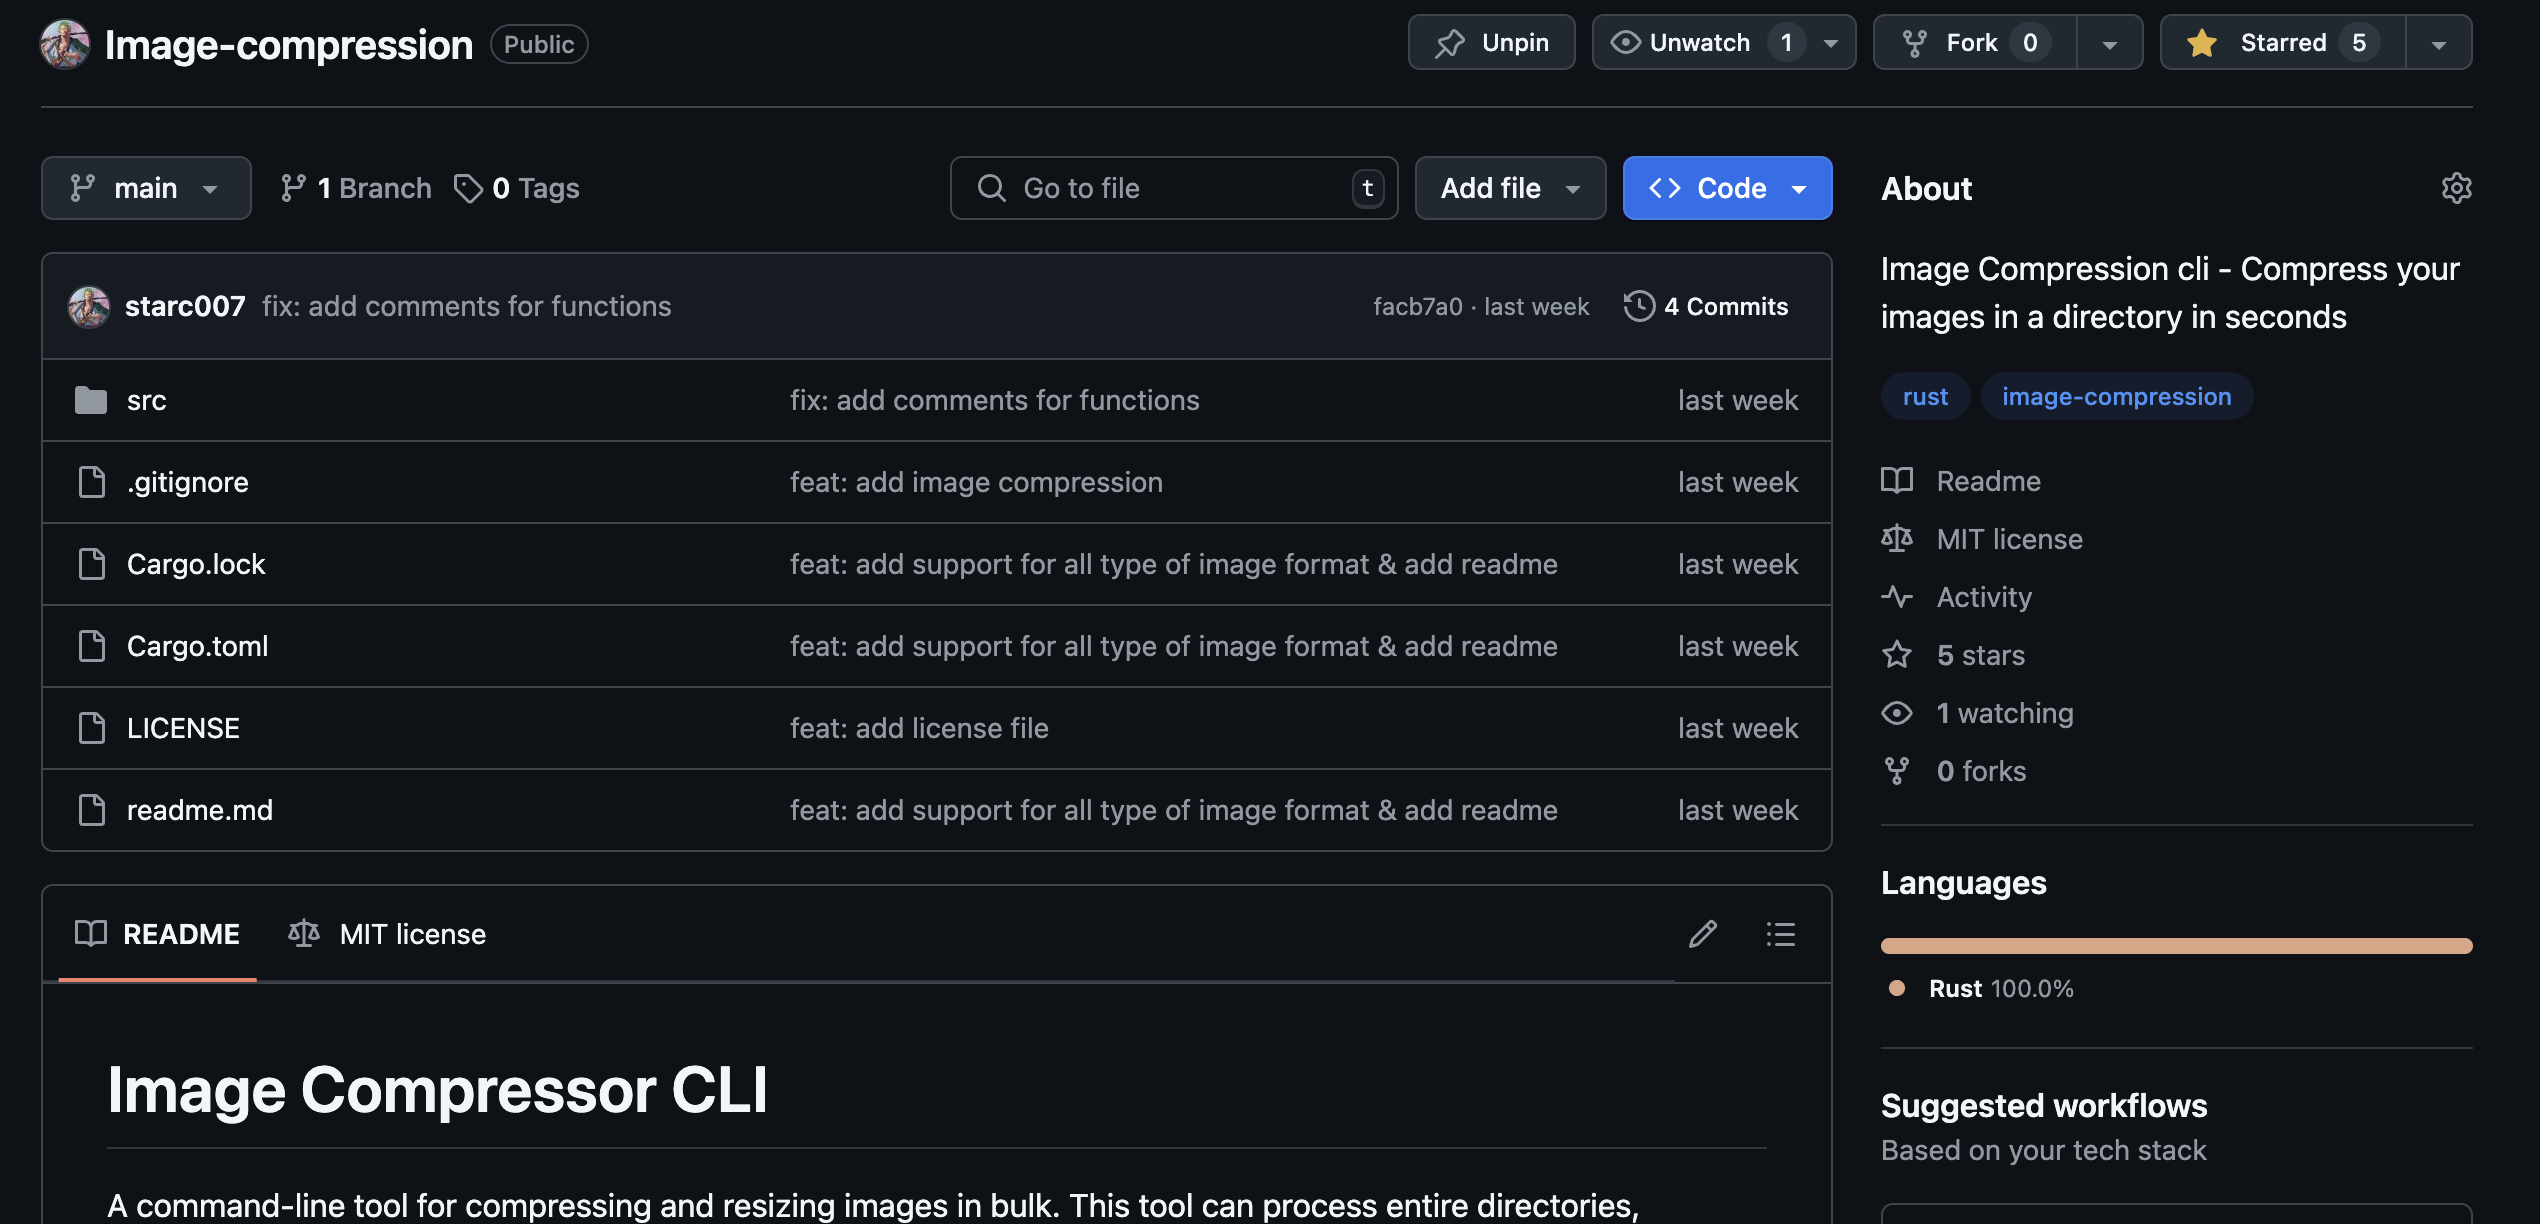 Image-compression Public
Unpin Unwatch 1 Fork 0 Starred 5
main 1 Branch 0 Tags Go to file t Add file Code
starc007 fix: add comments for functions facb7a0 · last week 4 Commits
src fix: add comments for functions last week
.gitignore feat: add image compression last week
Cargo.lock feat: add support for all type of image format & add readme last week
Cargo.toml feat: add support for all type of image format & add readme last week
LICENSE feat: add license file last week
readme.md feat: add support for all type of image format & add readme last week
README MIT license
Image Compressor CLI
A command-line tool for compressing and resizing images in bulk. This tool can process entire directories,
About
Image Compression cli - Compress your
images in a directory in seconds
rust image-compression
Readme
MIT license
Activity
5 stars
1 watching
0 forks
Languages
Rust 100.0%
Suggested workflows
Based on your tech stack